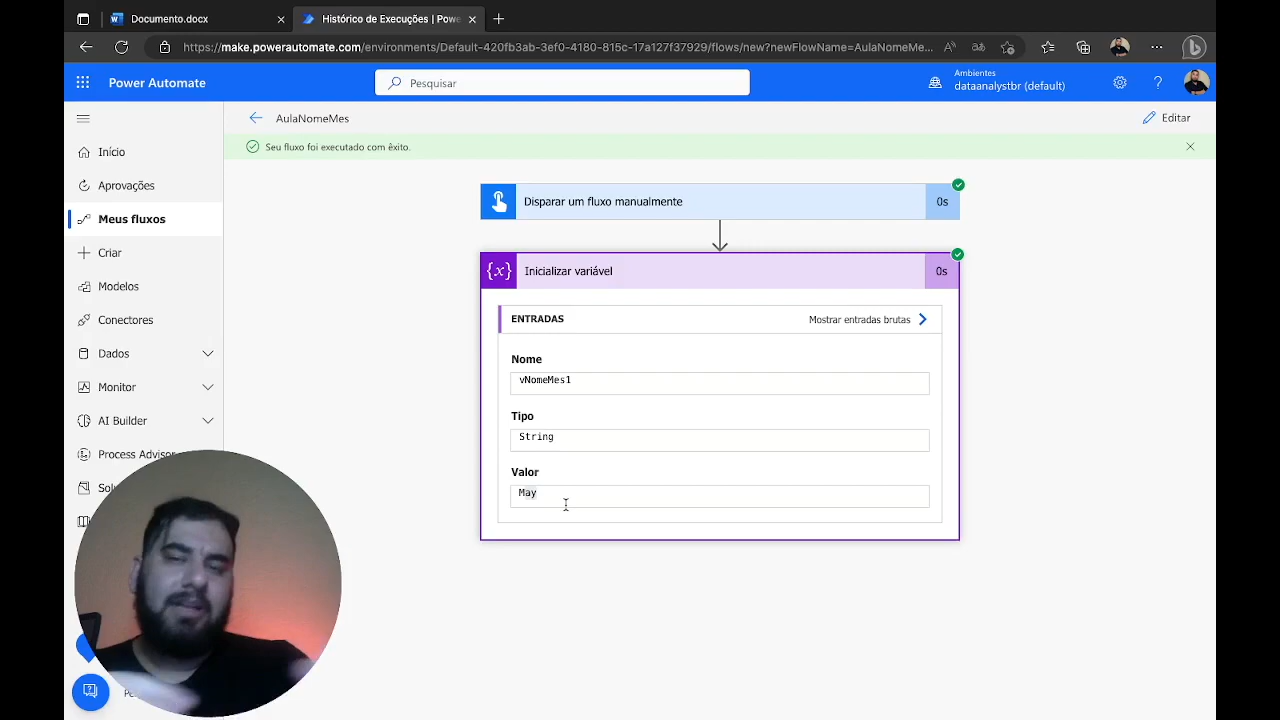 Documento.docx
Histórico de Execuções | Pow
https://make.powerautomate.com/environments/Default-420fb3ab-3ef0-4180-815c-17a127f37929/flows/new?newFlowName=AulaNomeMe...
Power Automate
Pesquisar
Ambientes
dataanalystbr (default)
AulaNomeMes
Editar
Seu fluxo foi executado com êxito.
Início
Aprovações
Meus fluxos
Criar
Modelos
Conectores
Dados
Monitor
AI Builder
Process Advisor
Solu
Disparar um fluxo manualmente
0s
{x}
Inicializar variável
0s
ENTRADAS
Mostrar entradas brutas
Nome
vNomeMes1
Tipo
String
Valor
May